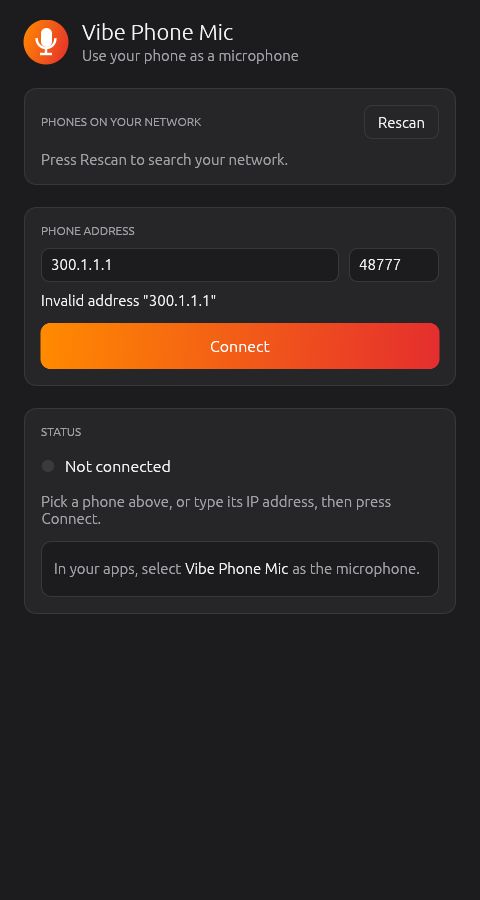 Vibe Phone Mic
Use your phone as a microphone
PHONES ON YOUR NETWORK
Rescan
Press Rescan to search your network.
PHONE ADDRESS
300.1.1.1
48777
Invalid address "300.1.1.1"
Connect
STATUS
Not connected
Pick a phone above, or type its IP address, then press
Connect.
In your apps, select Vibe Phone Mic as the microphone.